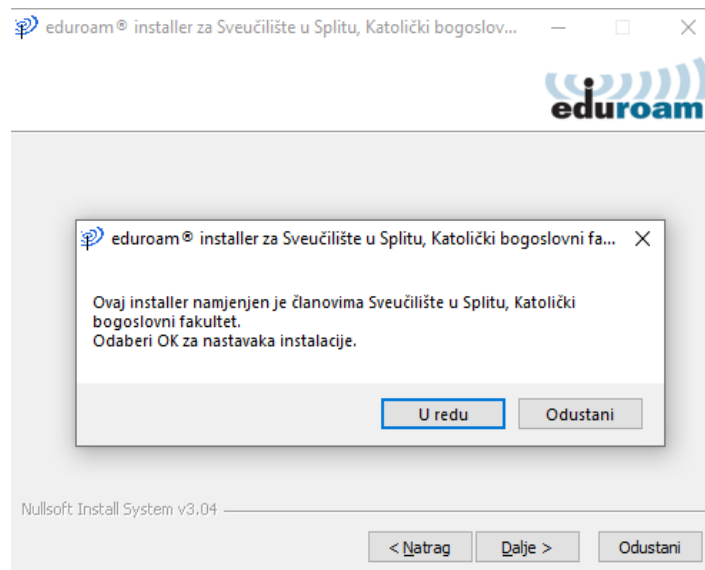 eduroam® installer za Sveučilište u Splitu, Katolički bogoslov...
eduroam
eduroam® installer za Sveučilište u Splitu, Katolički bogoslovni fa...
Ovaj installer namjenjen je članovima Sveučilište u Splitu, Katolički
bogoslovni fakultet.
Odaberi OK za nastavaka instalacije.
U redu Odustani
Nullsoft Install System v3.04
< Natrag Dalje > Odustani